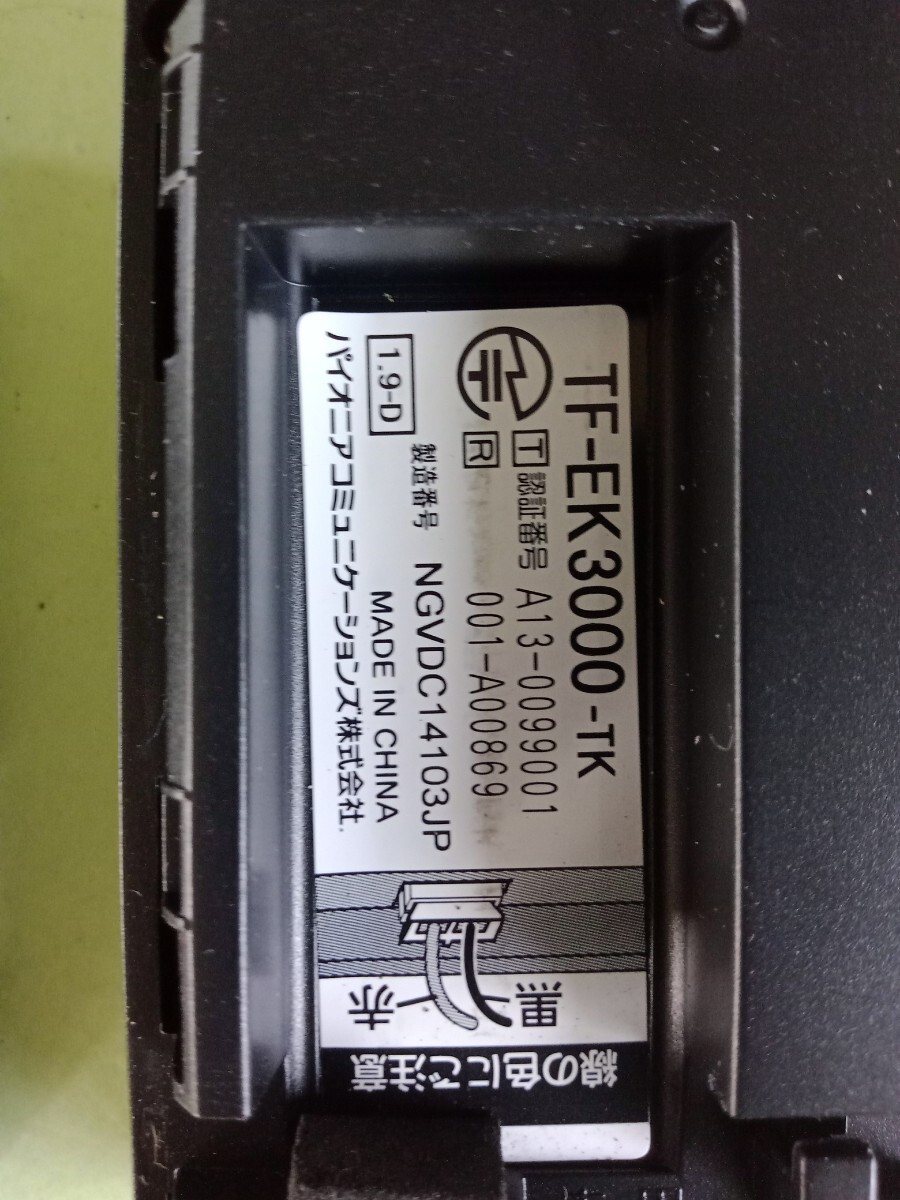 TF-EK3000-TK
T 認証番号 A13-0099001
R 001-A00869
製造番号 NGVDC14103JP
1.9-D MADE IN CHINA
パイオニアコミュニケーションズ株式会社
黒
赤
線の色にご注意